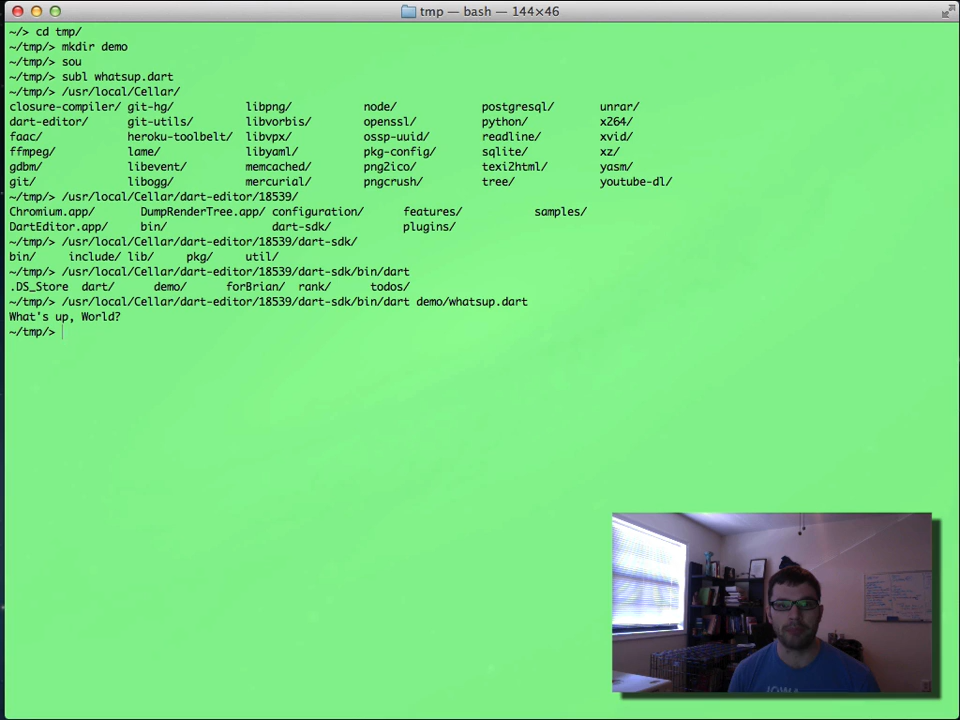 tmp — bash — 144×46
~/> cd tmp/
~/tmp/> mkdir demo
~/tmp/> sou
~/tmp/> subl whatsup.dart
~/tmp/> /usr/local/Cellar/
closure-compiler/ git-hg/ libpng/ node/ postgresql/ unrar/
dart-editor/ git-utils/ libvorbis/ openssl/ python/ x264/
faac/ heroku-toolbelt/ libvpx/ ossp-uuid/ readline/ xvid/
ffmpeg/ lame/ libyaml/ pkg-config/ sqlite/ xz/
gdbm/ libevent/ memcached/ png2ico/ texi2html/ yasm/
git/ libogg/ mercurial/ pngcrush/ tree/ youtube-dl/
~/tmp/> /usr/local/Cellar/dart-editor/18539/
Chromium.app/ DumpRenderTree.app/ configuration/ features/ samples/
DartEditor.app/ bin/ dart-sdk/ plugins/
~/tmp/> /usr/local/Cellar/dart-editor/18539/dart-sdk/
bin/ include/ lib/ pkg/ util/
~/tmp/> /usr/local/Cellar/dart-editor/18539/dart-sdk/bin/dart
.DS_Store dart/ demo/ forBrian/ rank/ todos/
~/tmp/> /usr/local/Cellar/dart-editor/18539/dart-sdk/bin/dart demo/whatsup.dart
What's up, World?
~/tmp/>
IOWA